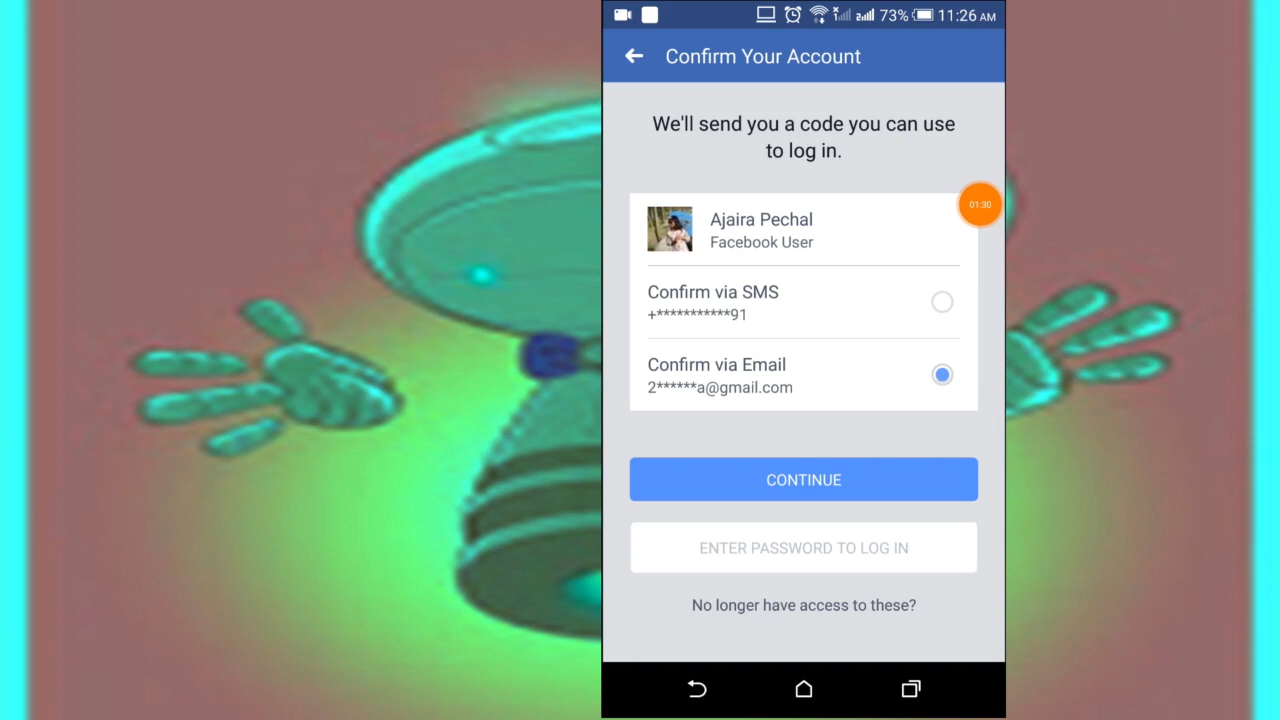 73% 11:26 AM
Confirm Your Account
We'll send you a code you can use
to log in.
01:30
Ajaira Pechal
Facebook User
Confirm via SMS
+***********91
Confirm via Email
2******a@gmail.com
CONTINUE
ENTER PASSWORD TO LOG IN
No longer have access to these?